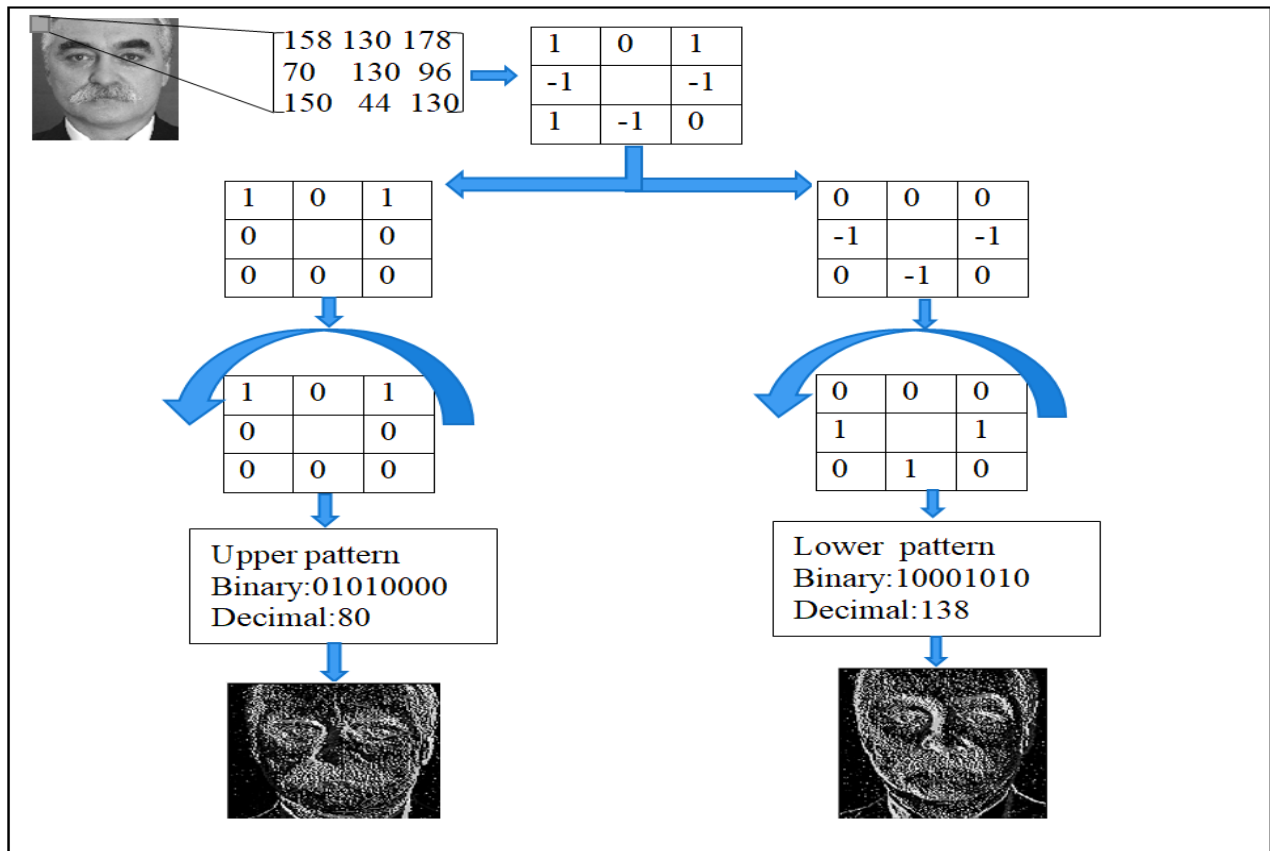 158 130 178
70 130 96
150 44 130
1 0 1
-1 -1
1 -1 0
1 0 1
0 0
0 0 0
0 0 0
-1 -1
0 -1 0
1 0 1
0 0
0 0 0
0 0 0
1 1
0 1 0
Upper pattern
Binary:01010000
Decimal:80
Lower pattern
Binary:10001010
Decimal:138